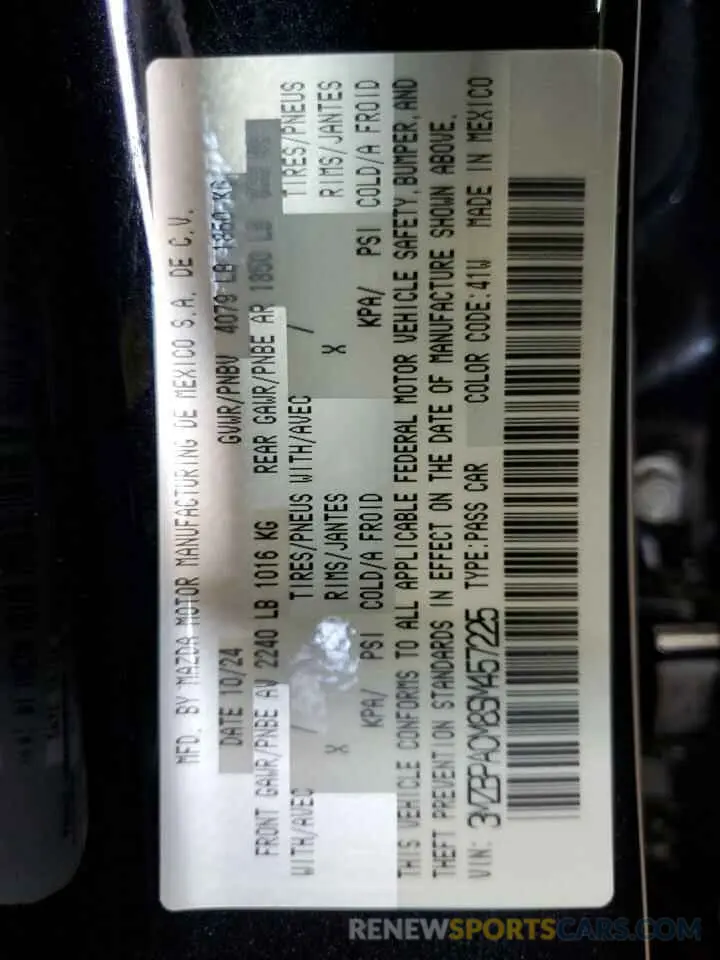 MFD. BY MAZDA MOTOR MANUFACTURING DE MEXICO S.A. DE C.V.
DATE 10/24 GVWR/PNBV 4079 LB 1850 KG
FRONT GAWR/PNBE AV 2240 LB 1016 KG REAR GAWR/PNBE AR 1850 LB
WITH/AVEC / TIRES/PNEUS WITH/AVEC / TIRES/PNEUS
X RIMS/JANTES X RIMS/JANTES
KPA/ PSI COLD/A FROID KPA/ PSI COLD/A FROID
THIS VEHICLE CONFORMS TO ALL APPLICABLE FEDERAL MOTOR VEHICLE SAFETY, BUMPER, AND
THEFT PREVENTION STANDARDS IN EFFECT ON THE DATE OF MANUFACTURE SHOWN ABOVE.
VIN: 3MZBPACM8SM457225 TYPE:PASS CAR COLOR CODE:41W MADE IN MEXICO
RENEWSPORTSCARS.COM